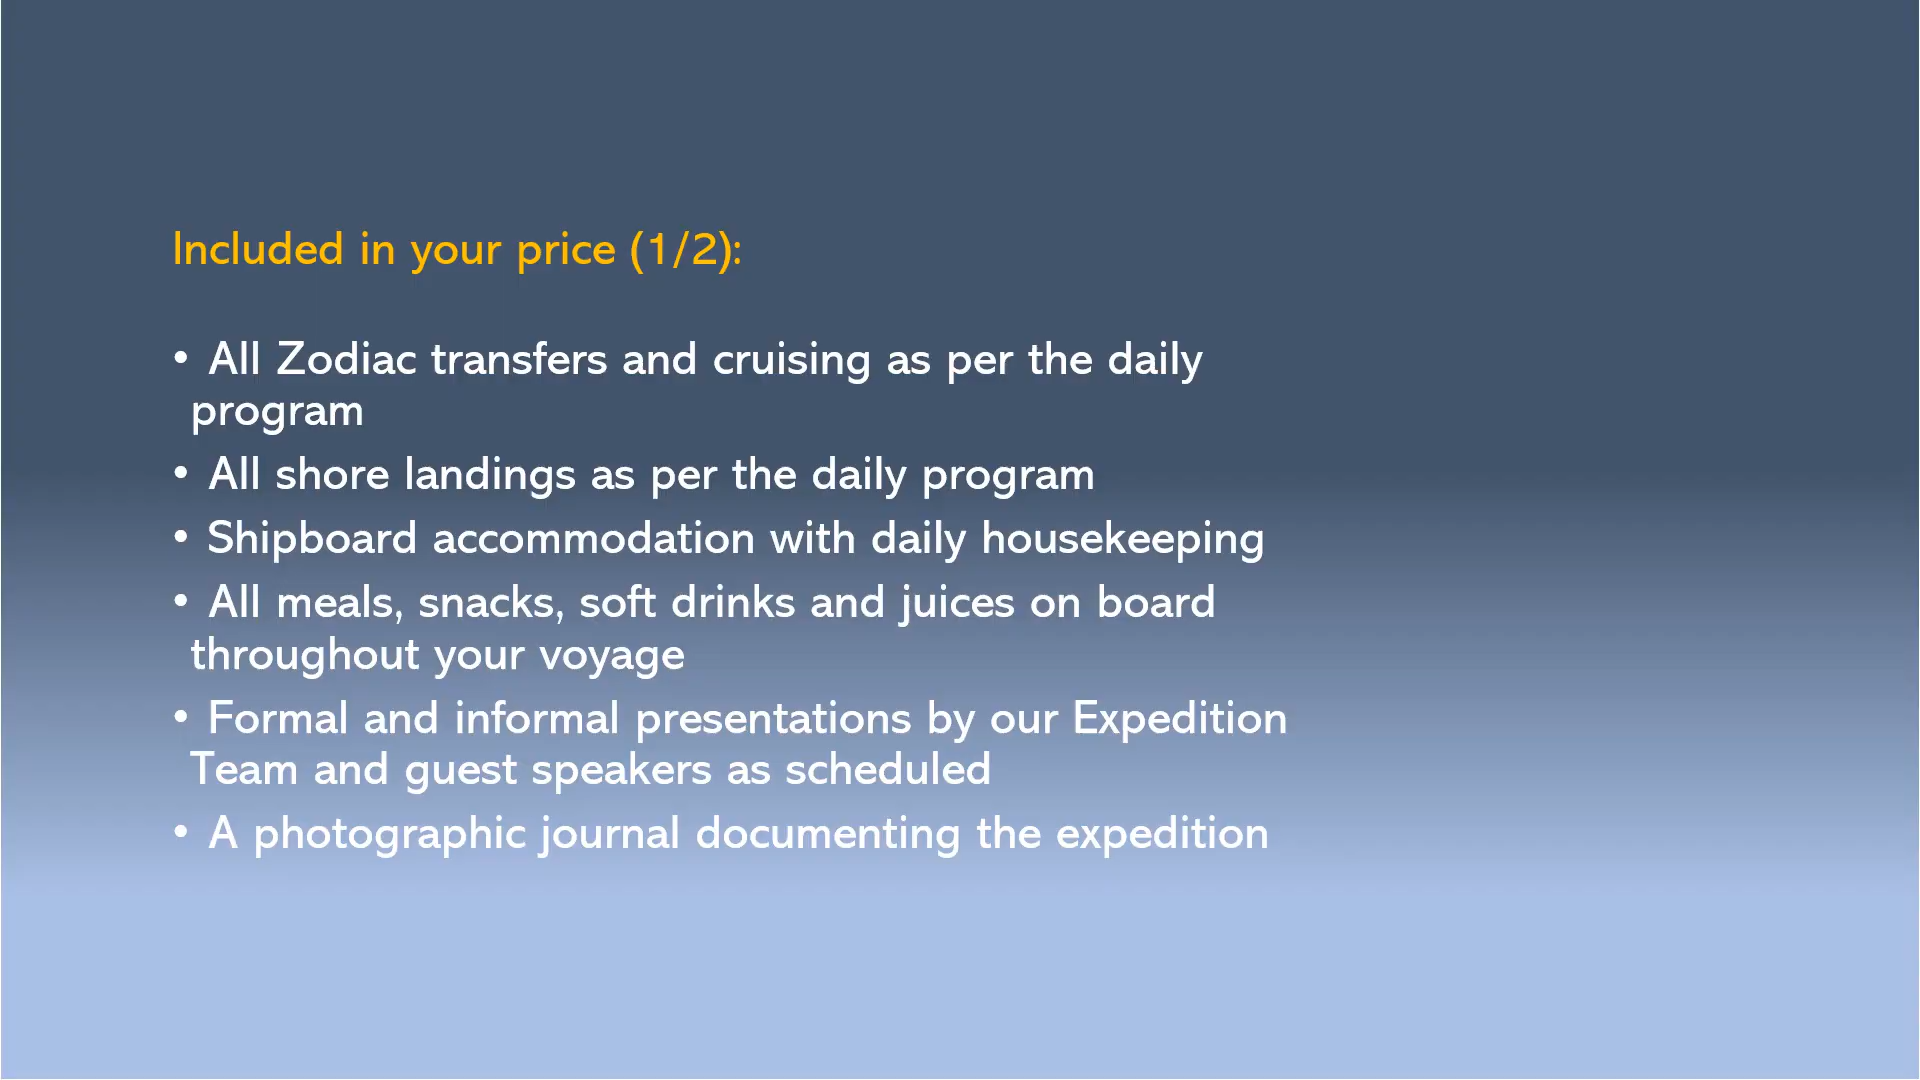 Included in your price (1/2):
• All Zodiac transfers and cruising as per the daily
program
• All shore landings as per the daily program
• Shipboard accommodation with daily housekeeping
• All meals, snacks, soft drinks and juices on board
throughout your voyage
• Formal and informal presentations by our Expedition
Team and guest speakers as scheduled
• A photographic journal documenting the expedition